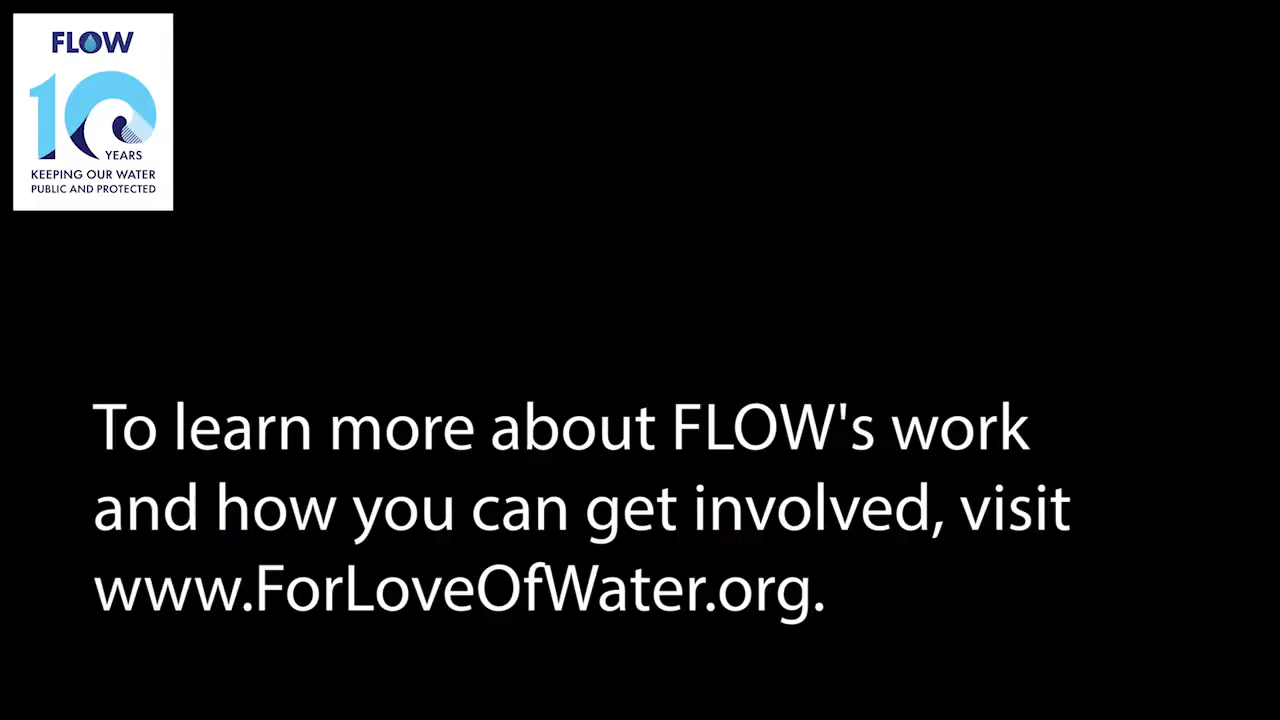 FLOW
10
YEARS
KEEPING OUR WATER
PUBLIC AND PROTECTED
To learn more about FLOW's work
and how you can get involved, visit
www.ForLoveOfWater.org.